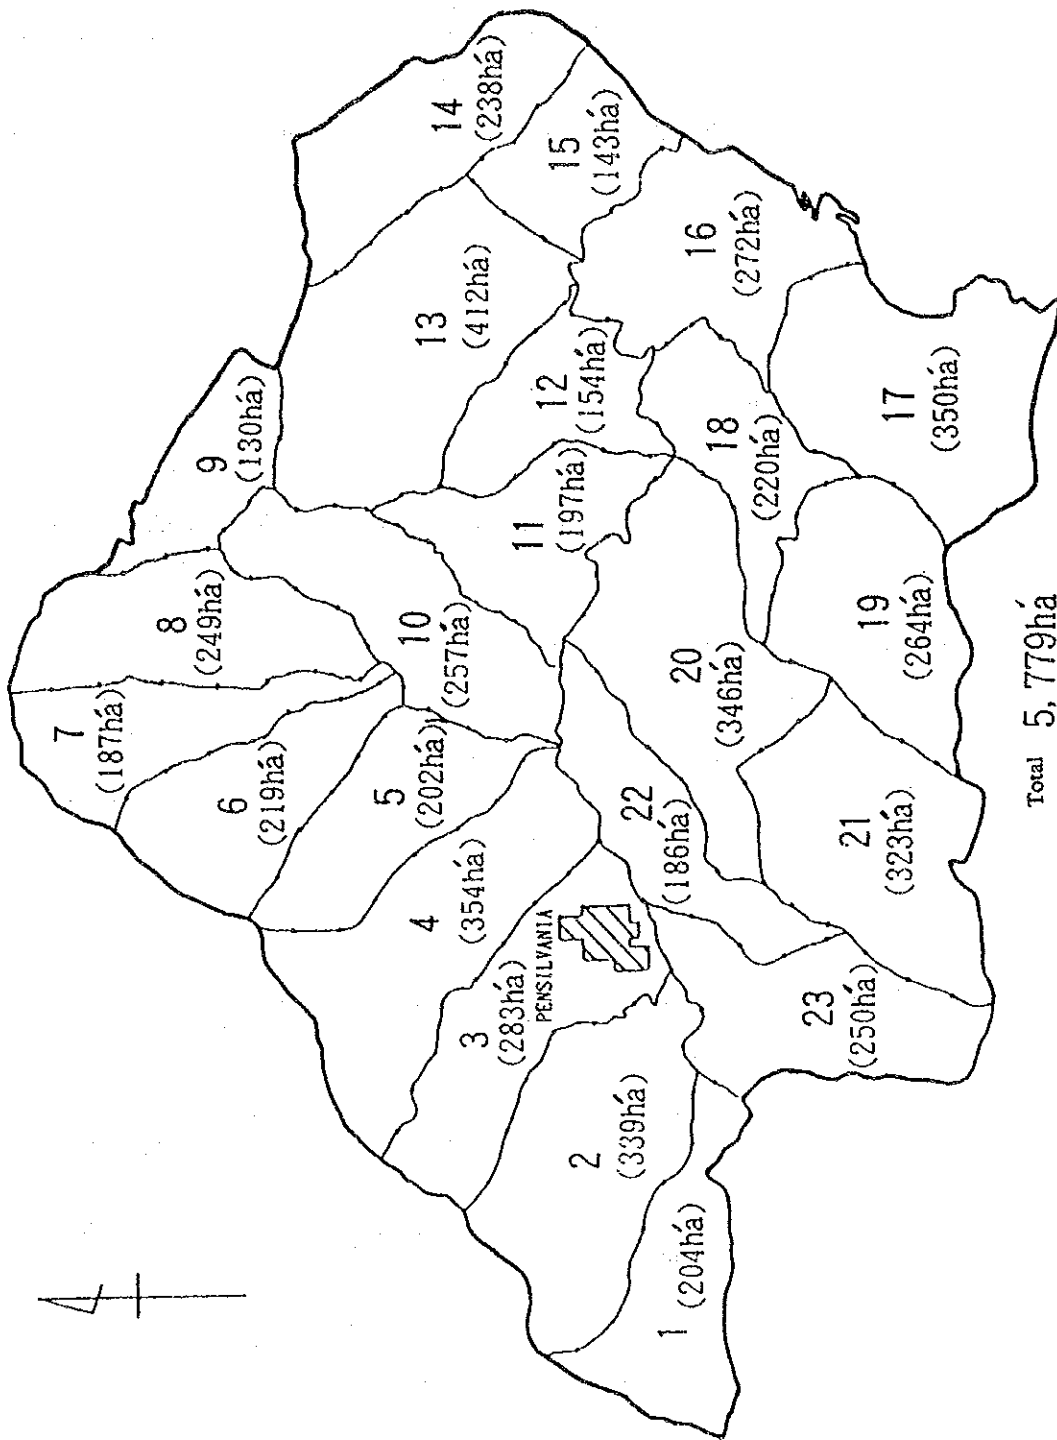 1
(204há)
2
(339há)
3
(283há)
PENSILVANIA
4
(354há)
5
(202há)
6
(219há)
7
(187há)
8
(249há)
9
(130há)
10
(257há)
11
(197há)
12
(154há)
13
(412há)
14
(238há)
15
(143há)
16
(272há)
17
(350há)
18
(220há)
19
(264há)
20
(346há)
21
(323há)
22
(186há)
23
(250há)
Total 5, 779há